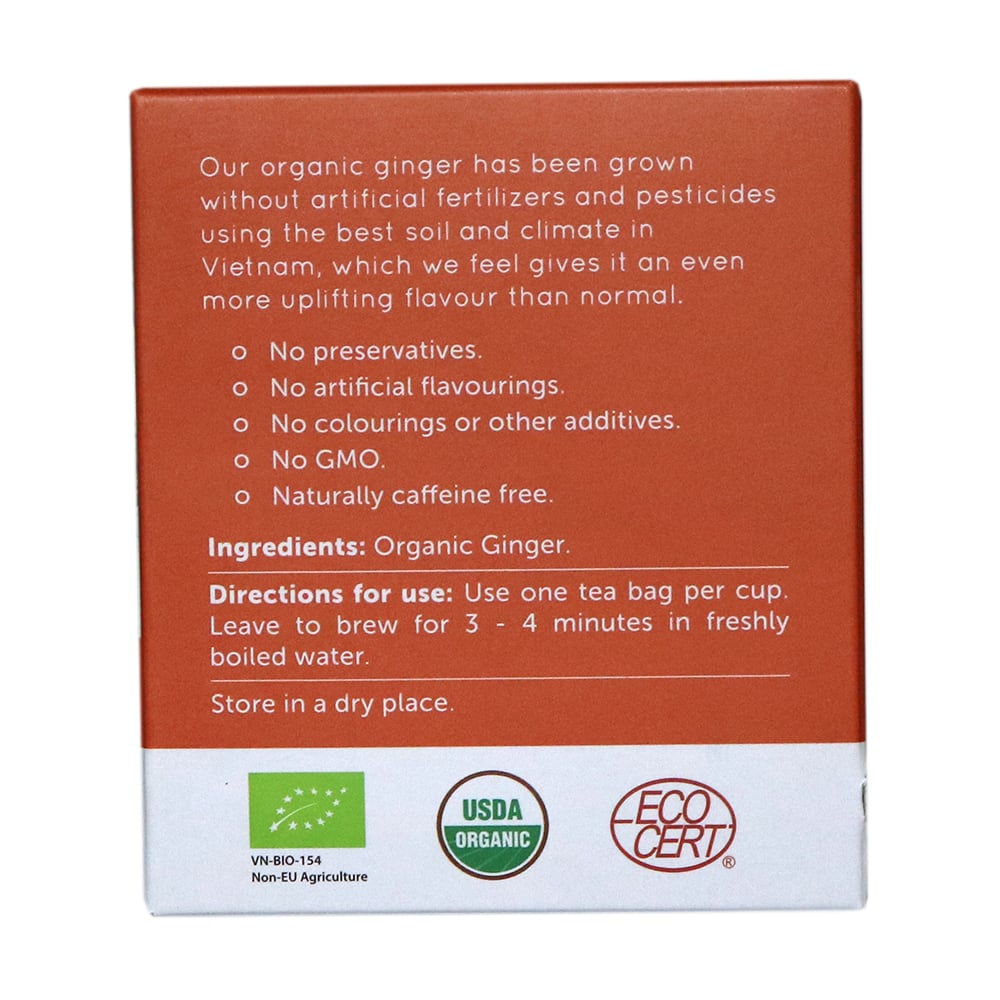 Our organic ginger has been grown
without artificial fertilizers and pesticides
using the best soil and climate in
Vietnam, which we feel gives it an even
more uplifting flavour than normal.
No preservatives.
No artificial flavourings.
No colourings or other additives.
No GMO.
Naturally caffeine free.
Ingredients: Organic Ginger.
Directions for use: Use one tea bag per cup.
Leave to brew for 3 - 4 minutes in freshly
boiled water.
Store in a dry place.
VN-BIO-154
Non-EU Agriculture
USDA
ORGANIC
ECO
CERT®